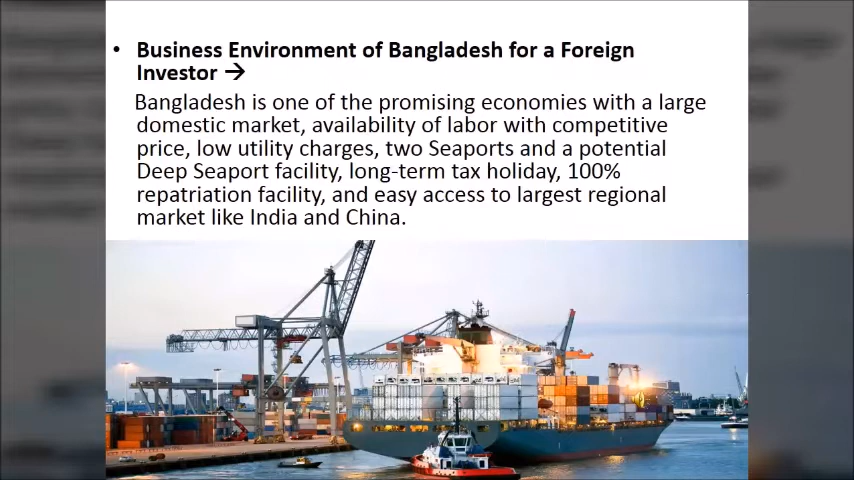 • Business Environment of Bangladesh for a Foreign
Investor →
Bangladesh is one of the promising economies with a large
domestic market, availability of labor with competitive
price, low utility charges, two Seaports and a potential
Deep Seaport facility, long-term tax holiday, 100%
repatriation facility, and easy access to largest regional
market like India and China.